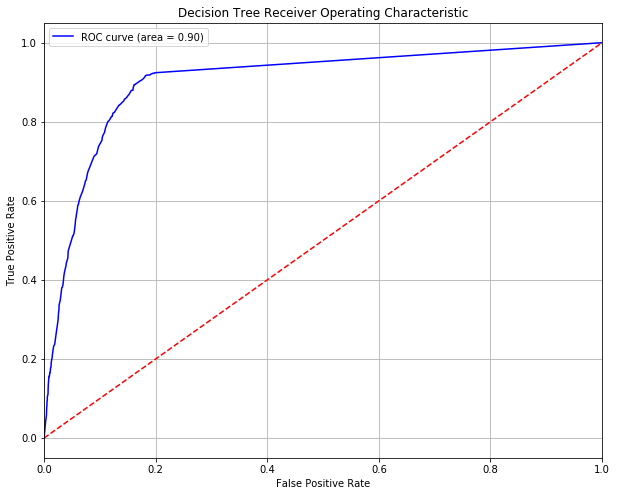 Decision Tree Receiver Operating Characteristic
ROC curve (area = 0.90)
True Positive Rate
1.0
0.8
0.6
0.4
0.2
0.0
0.0 0.2 0.4 0.6 0.8 1.0
False Positive Rate